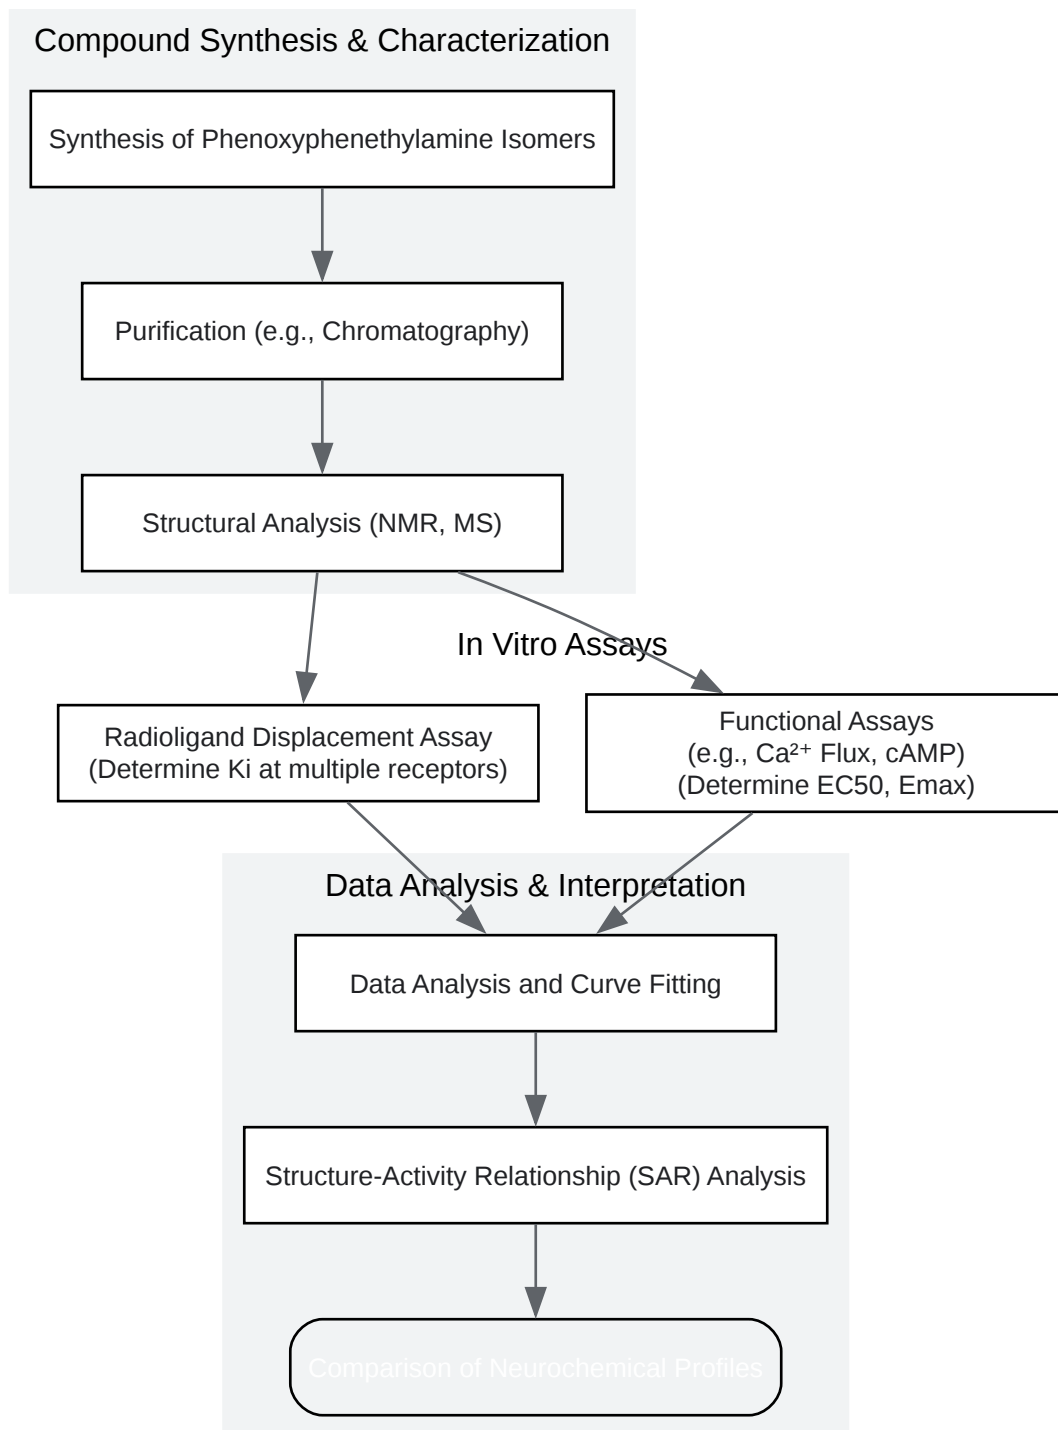 Compound Synthesis & Characterization
Synthesis of Phenoxyphenethylamine Isomers
Purification (e.g., Chromatography)
Structural Analysis (NMR, MS)
In Vitro Assays
Radioligand Displacement Assay
(Determine Ki at multiple receptors)
Functional Assays
(e.g., Ca²⁺ Flux, cAMP)
(Determine EC50, Emax)
Data Analysis & Interpretation
Data Analysis and Curve Fitting
Structure-Activity Relationship (SAR) Analysis
Comparison of Neurochemical Profiles